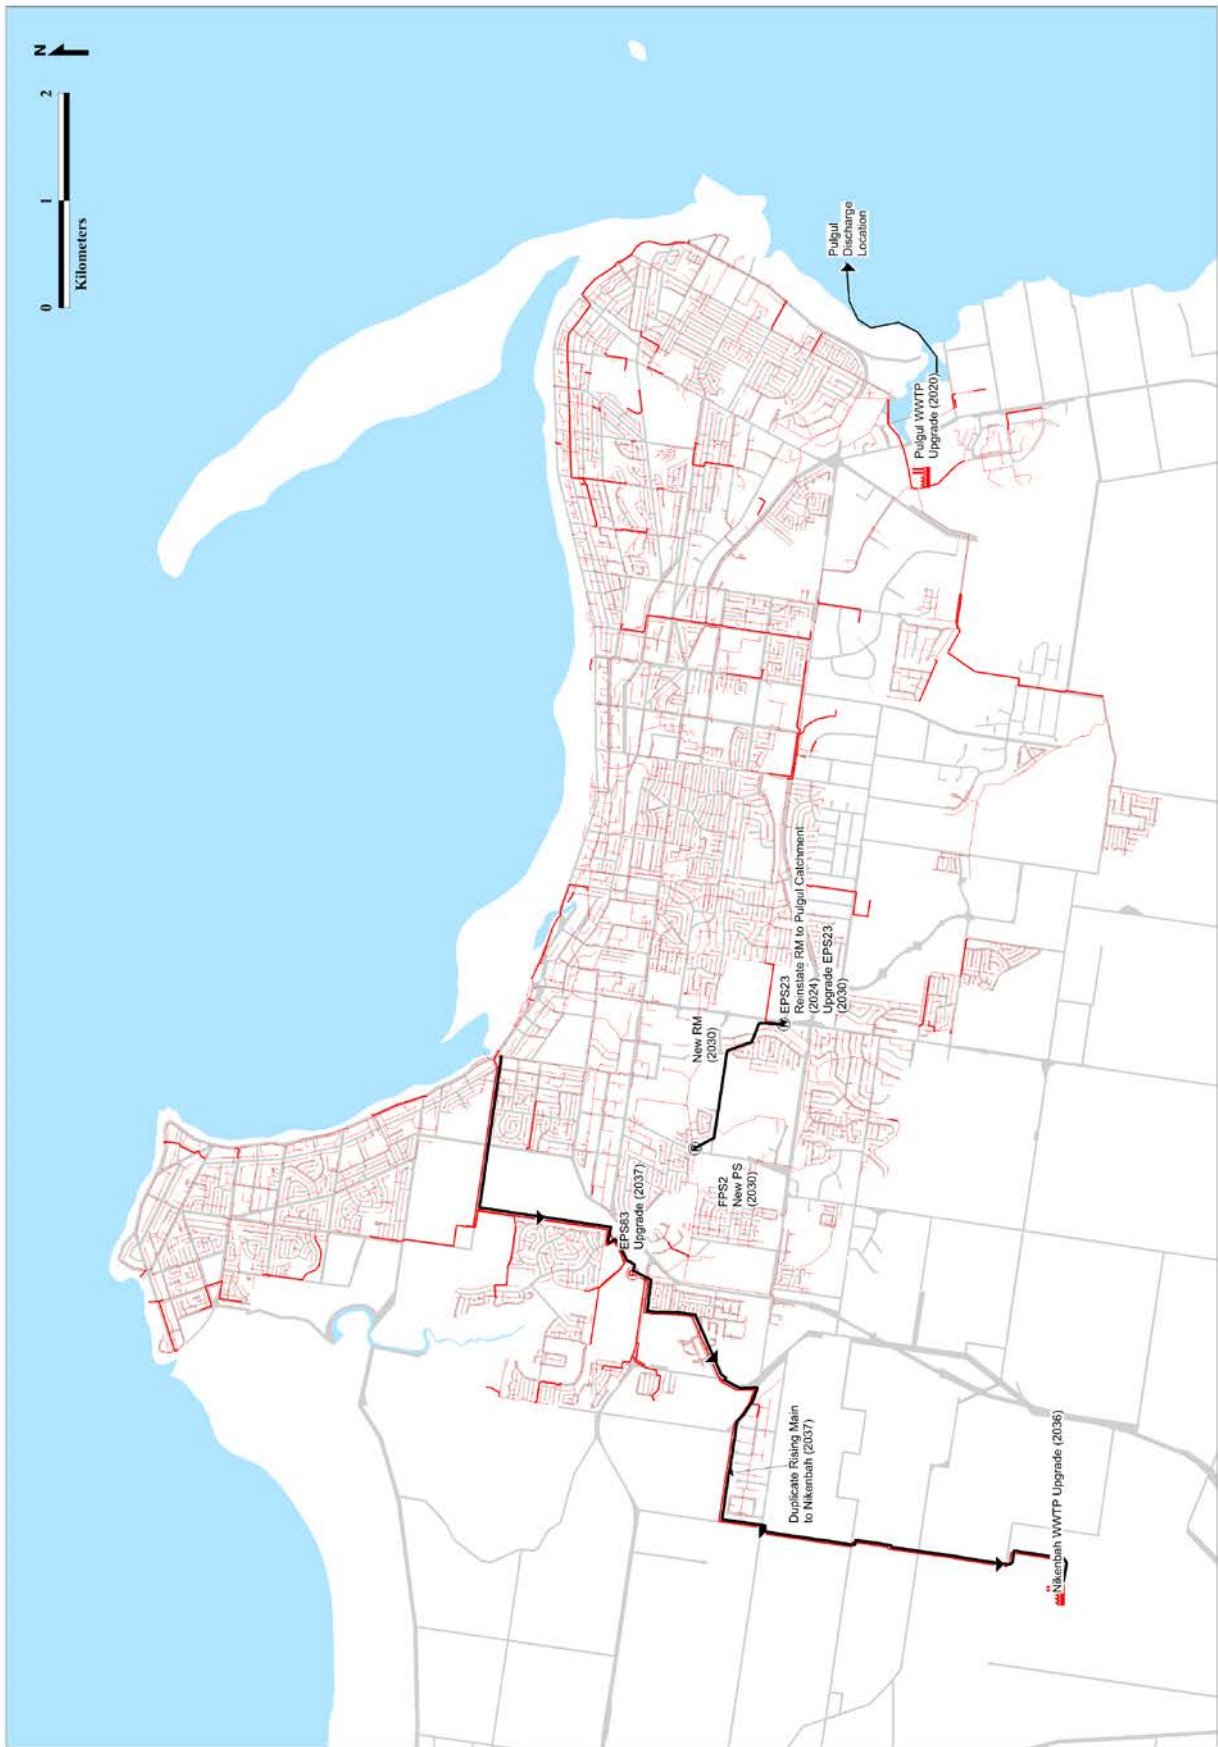 N
0 1 2
Kilometers
Pulgul
Discharge
Location
Pulgul WWTP
Upgrade (2020)
EPS23
Reinstate RM to Pulgul Catchment
(2024)
Upgrade EPS23
(2030)
New RM
(2030)
FPS2
New PS
(2030)
EPS83
Upgrade (2037)
Duplicate Rising Main
to Nikenbah (2037)
Nikenbah WWTP Upgrade (2036)